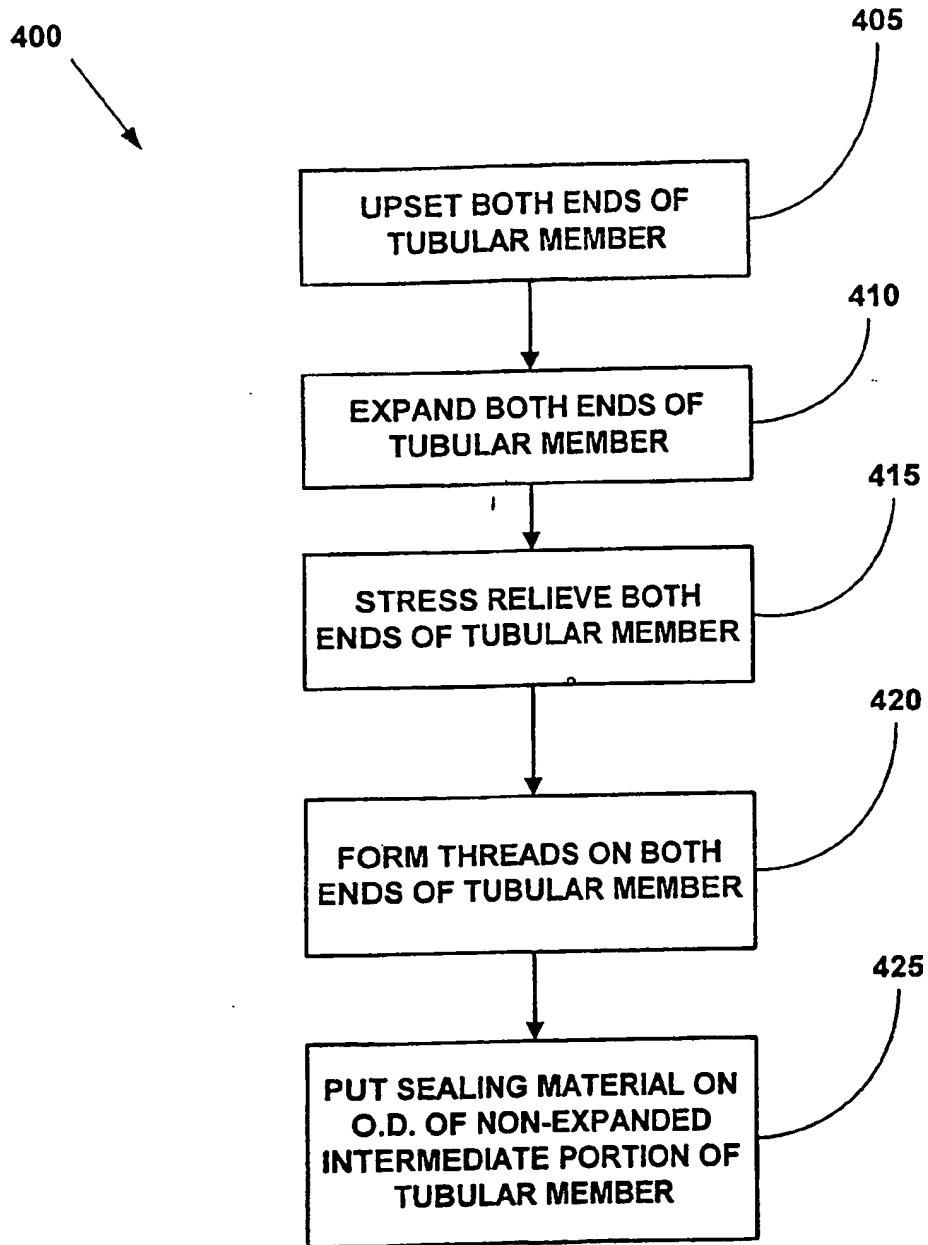 400
405
UPSET BOTH ENDS OF
TUBULAR MEMBER
410
EXPAND BOTH ENDS OF
TUBULAR MEMBER
415
STRESS RELIEVE BOTH
ENDS OF TUBULAR MEMBER
420
FORM THREADS ON BOTH
ENDS OF TUBULAR MEMBER
425
PUT SEALING MATERIAL ON
O.D. OF NON-EXPANDED
INTERMEDIATE PORTION OF
TUBULAR MEMBER